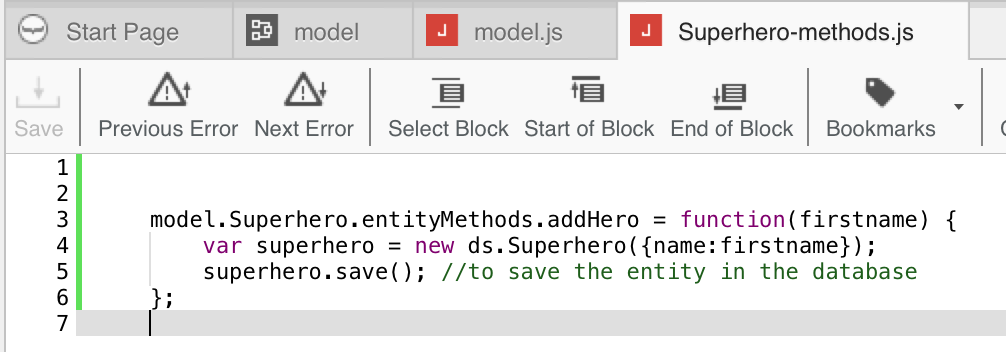 Start Page model J model.js J Superhero-methods.js
Save Previous Error Next Error Select Block Start of Block End of Block Bookmarks
1
2
3 model.Superhero.entityMethods.addHero = function(firstname) {
4 var superhero = new ds.Superhero({name:firstname});
5 superhero.save(); //to save the entity in the database
6 };
7